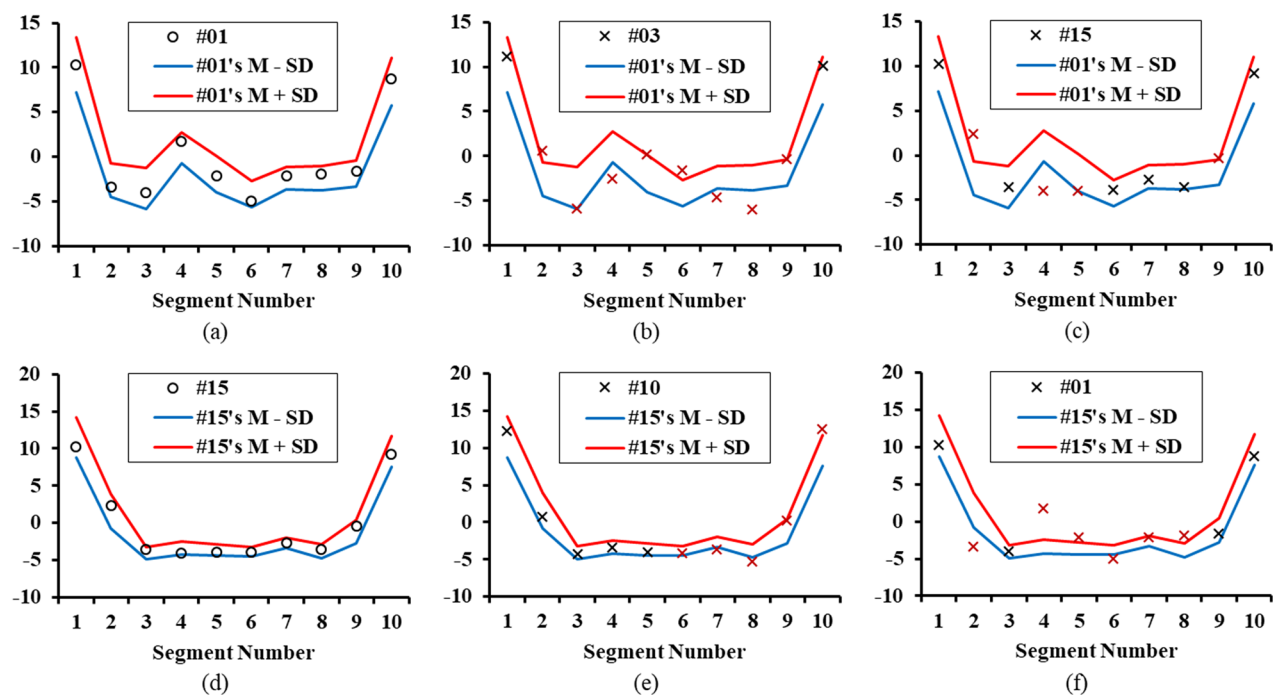 15
10
5
0
-5
-10
#01
#01's M - SD
#01's M + SD
1 2 3 4 5 6 7 8 9 10
Segment Number
(a)
15
10
5
0
-5
-10
#03
#01's M - SD
#01's M + SD
1 2 3 4 5 6 7 8 9 10
Segment Number
(b)
15
10
5
0
-5
-10
#15
#01's M - SD
#01's M + SD
1 2 3 4 5 6 7 8 9 10
Segment Number
(c)
20
15
10
5
0
-5
-10
#15
#15's M - SD
#15's M + SD
1 2 3 4 5 6 7 8 9 10
Segment Number
(d)
20
15
10
5
0
-5
-10
#10
#15's M - SD
#15's M + SD
1 2 3 4 5 6 7 8 9 10
Segment Number
(e)
20
15
10
5
0
-5
-10
#01
#15's M - SD
#15's M + SD
1 2 3 4 5 6 7 8 9 10
Segment Number
(f)